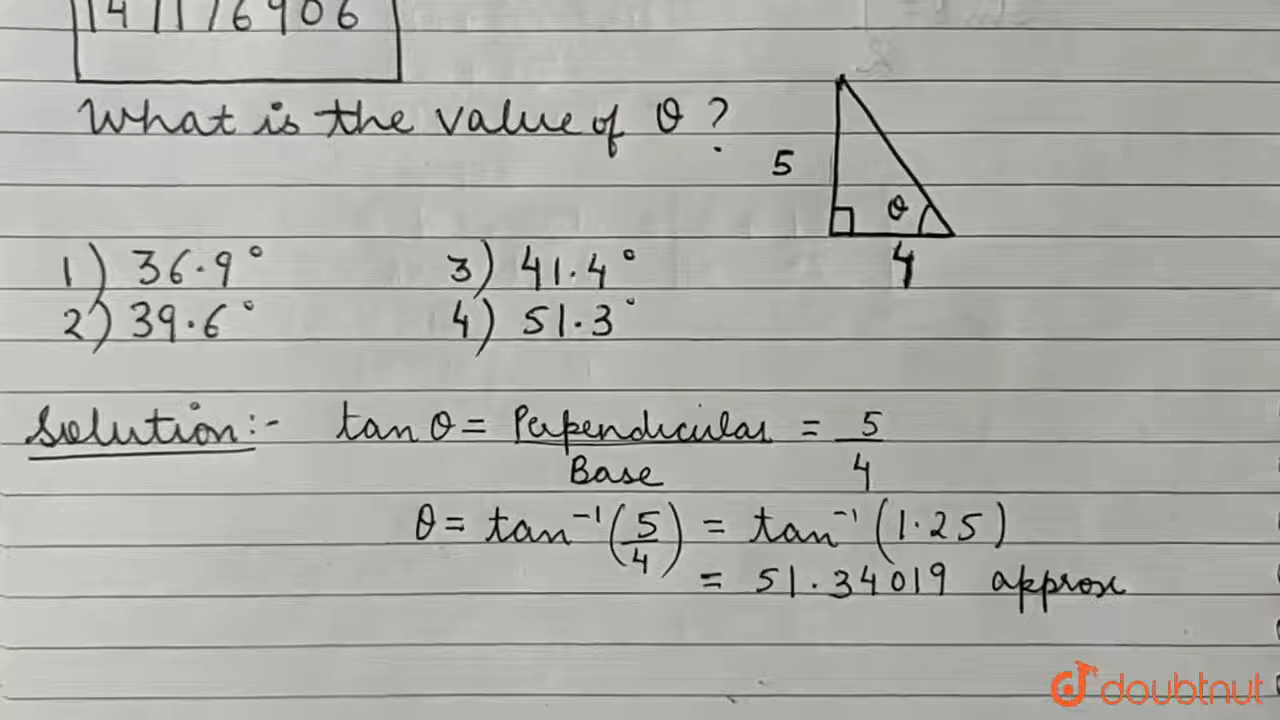 What is the value of θ ?
5
θ
4
1) 36.9° 3) 41.4°
2) 39.6° 4) 51.3°
Solution:- tan θ = Perpendicular = 5
Base 4
θ = tan⁻¹(5/4) = tan⁻¹(1.25)
= 51.34019 approx
doubtnut